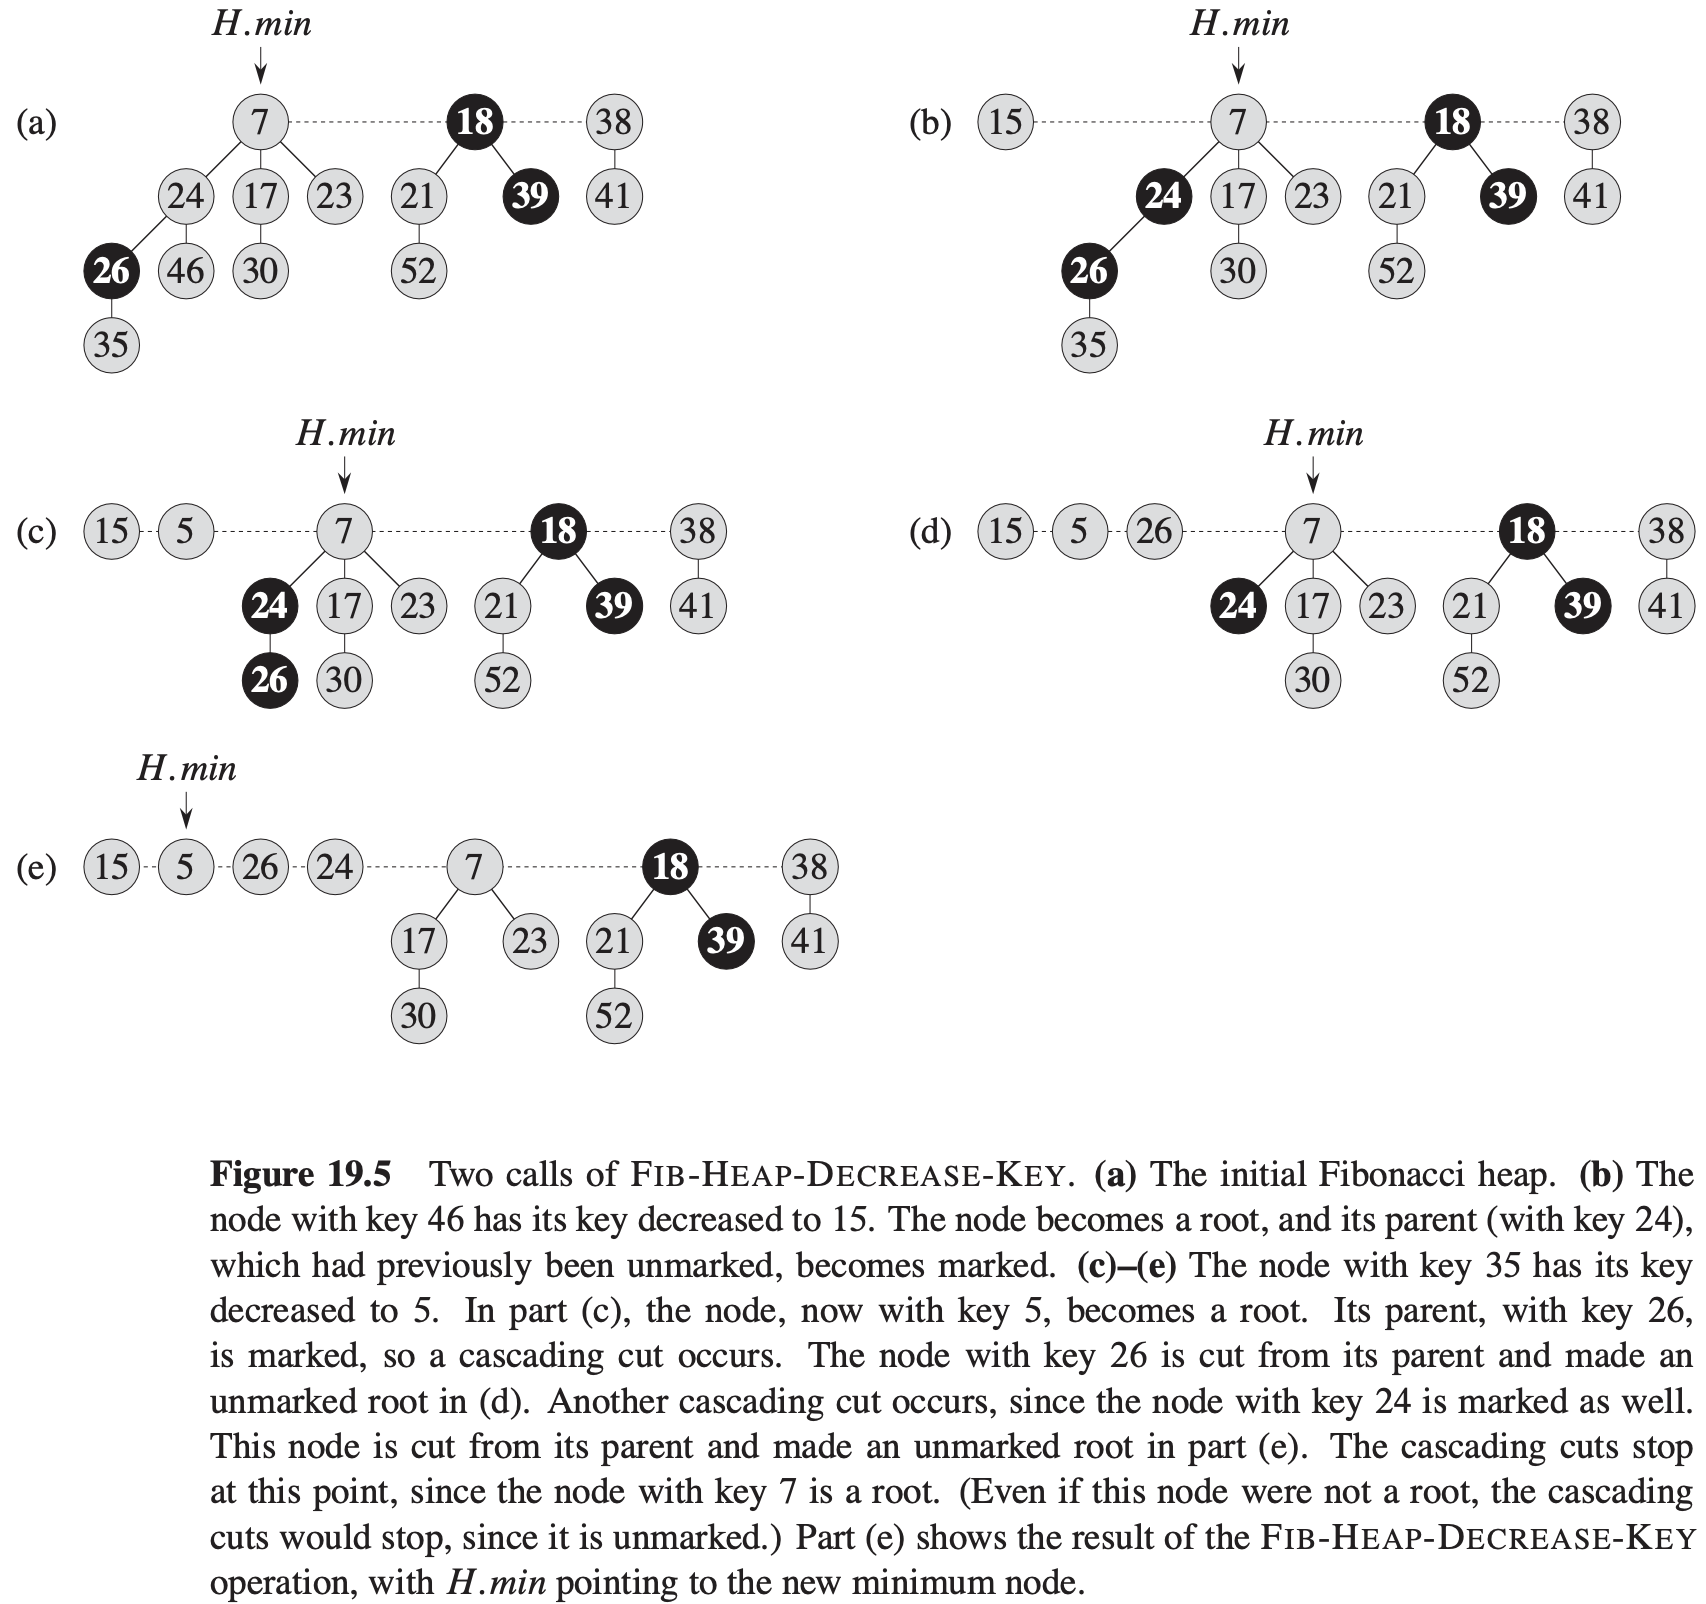 H.min
H.min
(a) 7 18 38
(b) 15 7 18 38
24 17 23 21 39 41
24 17 23 21 39 41
26 46 30 52
26 30 52
35
35
H.min
H.min
(c) 15 5 7 18 38
(d) 15 5 26 7 18 38
24 17 23 21 39 41
24 17 23 21 39 41
26 30 52
30 52
H.min
(e) 15 5 26 24 7 18 38
17 23 21 39 41
30 52
Figure 19.5 Two calls of FIB-HEAP-DECREASE-KEY. (a) The initial Fibonacci heap. (b) The
node with key 46 has its key decreased to 15. The node becomes a root, and its parent (with key 24),
which had previously been unmarked, becomes marked. (c)–(e) The node with key 35 has its key
decreased to 5. In part (c), the node, now with key 5, becomes a root. Its parent, with key 26,
is marked, so a cascading cut occurs. The node with key 26 is cut from its parent and made an
unmarked root in (d). Another cascading cut occurs, since the node with key 24 is marked as well.
This node is cut from its parent and made an unmarked root in part (e). The cascading cuts stop
at this point, since the node with key 7 is a root. (Even if this node were not a root, the cascading
cuts would stop, since it is unmarked.) Part (e) shows the result of the FIB-HEAP-DECREASE-KEY
operation, with H.min pointing to the new minimum node.